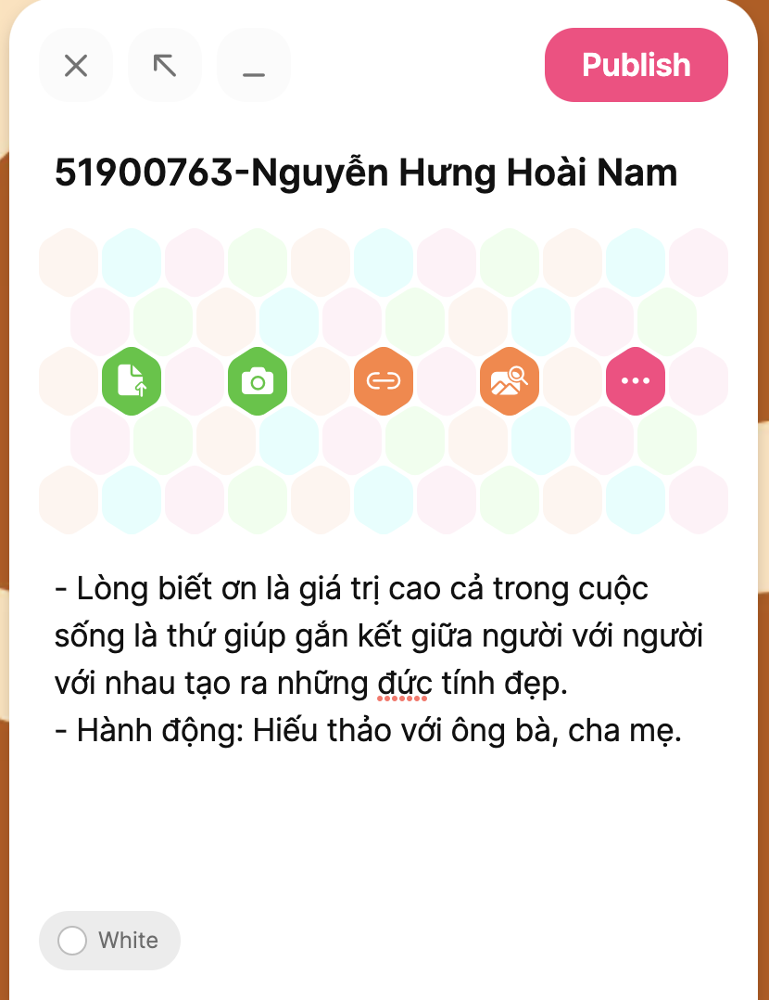 Publish
51900763-Nguyễn Hưng Hoài Nam
- Lòng biết ơn là giá trị cao cả trong cuộc
sống là thứ giúp gắn kết giữa người với người
với nhau tạo ra những đức tính đẹp.
- Hành động: Hiếu thảo với ông bà, cha mẹ.
White